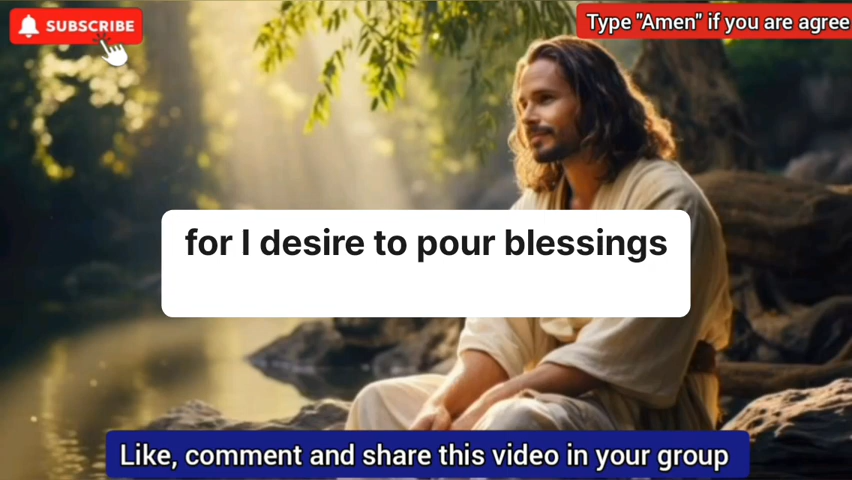 SUBSCRIBE
Type "Amen" if you are agree
for I desire to pour blessings
Like, comment and share this video in your group